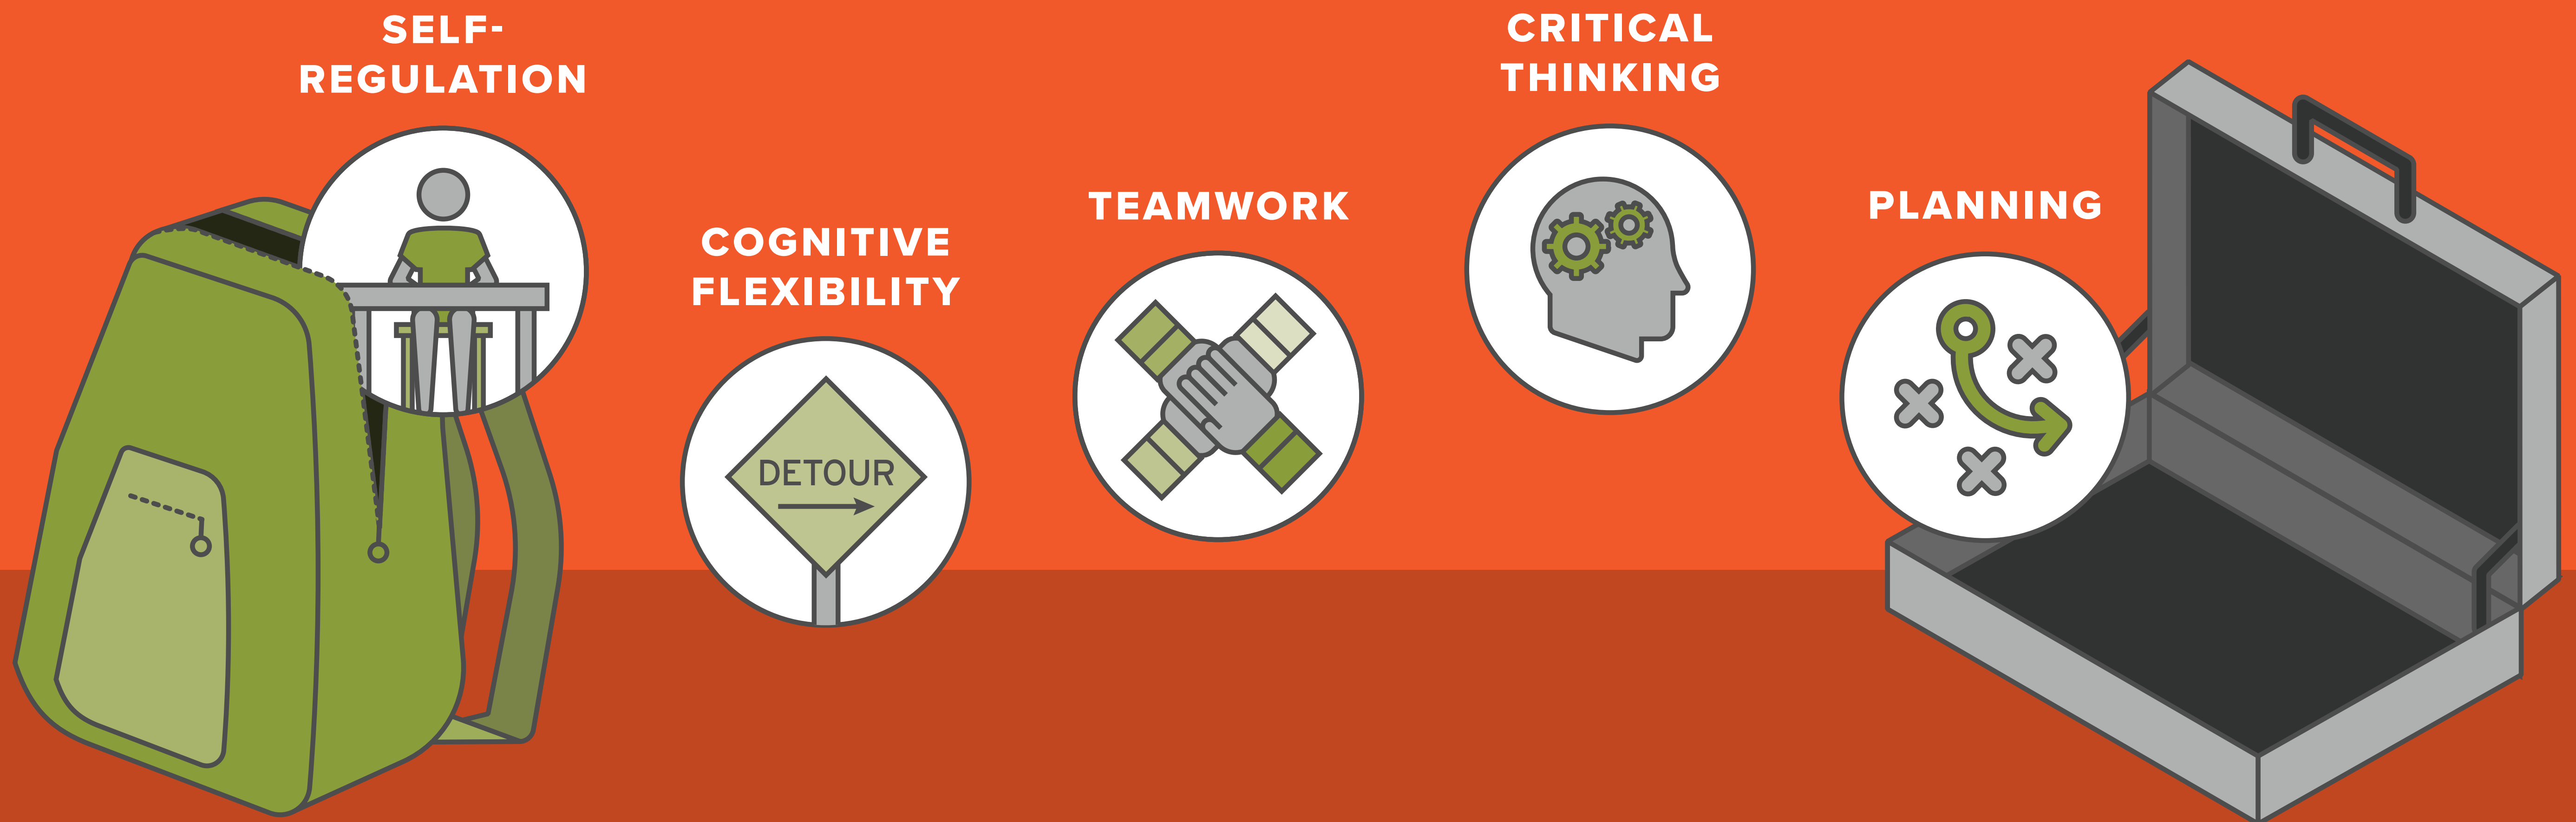 SELF-
REGULATION
COGNITIVE
FLEXIBILITY
DETOUR
TEAMWORK
CRITICAL
THINKING
PLANNING